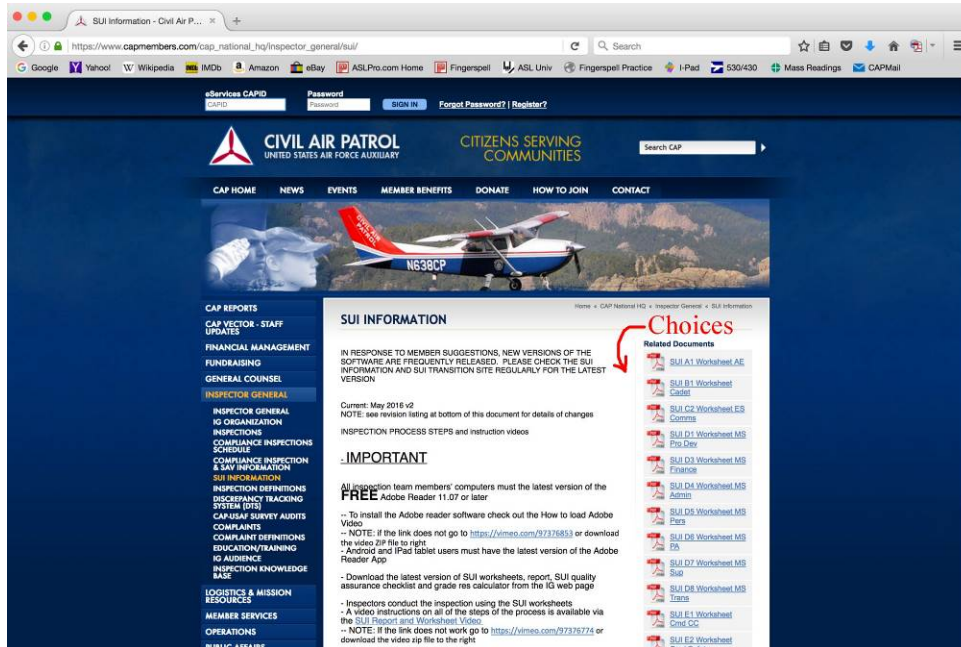 SUI Information - Civil Air P...
https://www.capmembers.com/cap_national_hq/inspector_general/sui/
Search
Google Yahoo! Wikipedia IMDb Amazon eBay ASLPro.com Home Fingerspell ASL Univ Fingerspell Practice I-Pad 530/430 Mass Readings CAPMail
eServices CAPID Password
CAPID Password SIGN IN Forgot Password? | Register?
CIVIL AIR PATROL
UNITED STATES AIR FORCE AUXILIARY
CITIZENS SERVING
COMMUNITIES
Search CAP
CAP HOME NEWS EVENTS MEMBER BENEFITS DONATE HOW TO JOIN CONTACT
CIVIL AIR
PATROL
N638CP
CAP REPORTS
CAP VECTOR - STAFF
UPDATES
FINANCIAL MANAGEMENT
FUNDRAISING
GENERAL COUNSEL
INSPECTOR GENERAL
INSPECTOR GENERAL
IG ORGANIZATION
INSPECTIONS
COMPLIANCE INSPECTIONS
SCHEDULE
COMPLIANCE INSPECTION
& SAV INFORMATION
SUI INFORMATION
INSPECTION DEFINITIONS
DISCREPANCY TRACKING
SYSTEM (DTS)
CAP-USAF SURVEY AUDITS
COMPLAINTS
COMPLAINT DEFINITIONS
EDUCATION/TRAINING
IG AUDIENCE
INSPECTION KNOWLEDGE
BASE
LOGISTICS & MISSION
RESOURCES
MEMBER SERVICES
OPERATIONS
PUBLIC AFFAIRS
Home CAP National HQ Inspector General SUI Information
SUI INFORMATION
Choices
IN RESPONSE TO MEMBER SUGGESTIONS, NEW VERSIONS OF THE
SOFTWARE ARE FREQUENTLY RELEASED. PLEASE CHECK THE SUI
INFORMATION AND SUI TRANSITION SITE REGULARLY FOR THE LATEST
VERSION
Current: May 2016 v2
NOTE: see revision listing at bottom of this document for details of changes
INSPECTION PROCESS STEPS and instruction videos
- IMPORTANT
All inspection team members' computers must the latest version of the
FREE Adobe Reader 11.07 or later
-- To install the Adobe reader software check out the How to load Adobe
Video
-- NOTE: if the link does not go to https://vimeo.com/97376853 or download
the video ZIP file to right
- Android and IPad tablet users must have the latest version of the Adobe
Reader App
- Download the latest version of SUI worksheets, report, SUI quality
assurance checklist and grade res calculator from the IG web page
- Inspectors conduct the inspection using the SUI worksheets
- A video instructions on all of the steps of the process is available via
the SUI Report and Worksheet Video
-- NOTE: If the link does not work go to https://vimeo.com/97376774 or
download the video zip file to the right
Related Documents
SUI A1 Worksheet AE
SUI B1 Worksheet
Cadet
SUI C2 Worksheet ES
Comms
SUI D1 Worksheet MS
Pro Dev
SUI D3 Worksheet MS
Finance
SUI D4 Worksheet MS
Admin
SUI D5 Worksheet MS
Pers
SUI D6 Worksheet MS
PA
SUI D7 Worksheet MS
Sup
SUI D8 Worksheet MS
Trans
SUI E1 Worksheet
Cmd CC
SUI E2 Worksheet